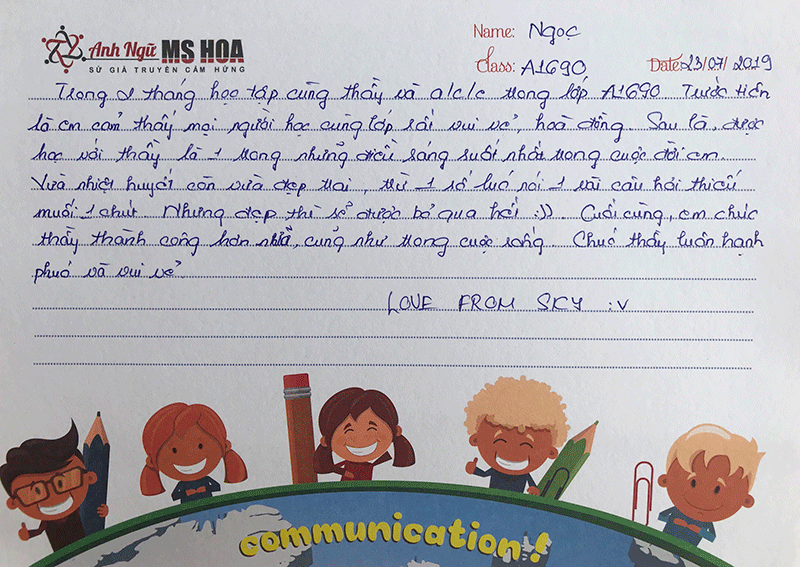 Name: Ngọc
Anh Ngữ MS HOA
SỨ GIẢ TRUYỀN CẢM HỨNG
Class: A1690 Date: 23/07/2019
Trong 2 tháng học tập cùng thầy và a/c/e trong lớp A1690. Trước tiên
là em cảm thấy mọi người học cùng lớp rất vui vẻ, hoà đồng. Sau là, được
học với thầy là 1 trong những điều sáng suốt nhất trong cuộc đời em.
Vừa nhiệt huyết còn vừa đẹp trai, trừ 1 số lúc nói 1 vài câu hơi thiếu
muối 1 chút. Nhưng đẹp thì sẽ được bỏ qua hết :)). Cuối cùng, em chúc
thầy thành công hơn nữa, cũng như trong cuộc sống. Chúc thầy luôn hạnh
phúc và vui vẻ.
LOVE FROM SKY :v
communication!